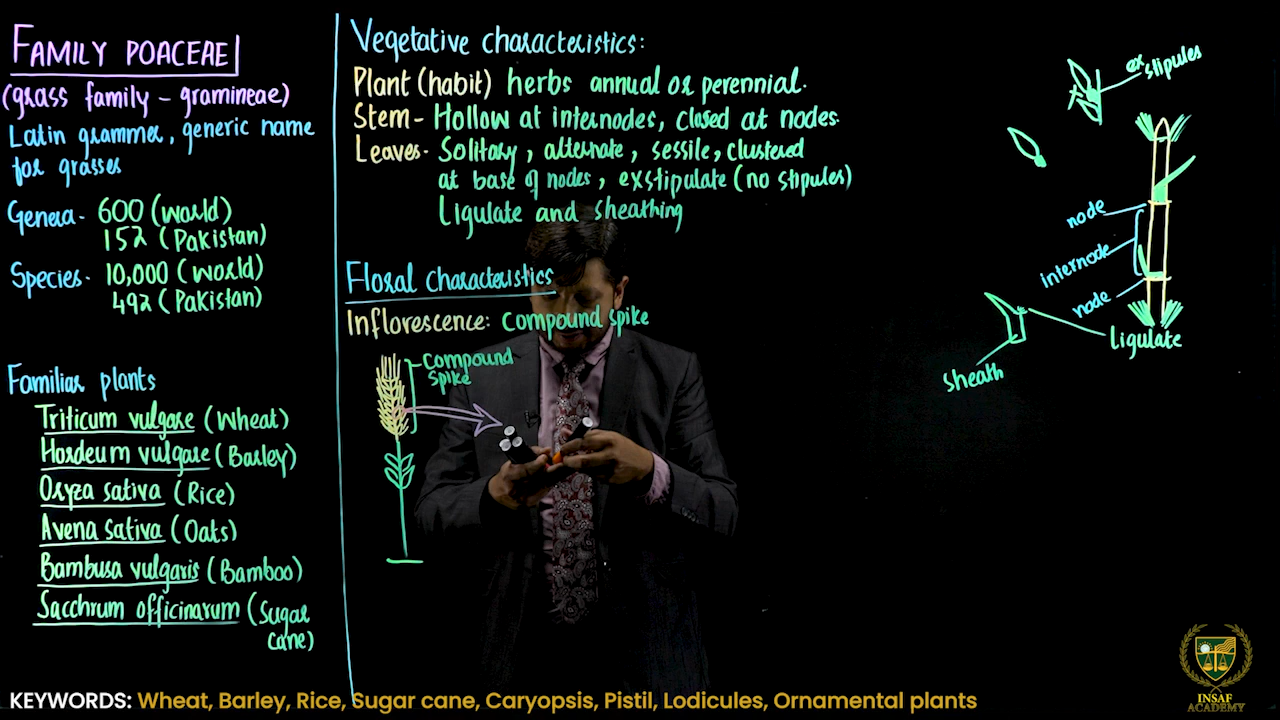 FAMILY POACEAE
(grass family - gramineae)
Latin grammer, generic name
for grasses
Genera - 600 (world)
152 (Pakistan)
Species - 10,000 (world)
492 (Pakistan)
Familiar plants
Triticum vulgare (Wheat)
Hordeum vulgare (Barley)
Oryza sativa (Rice)
Avena sativa (Oats)
Bambusa vulgaris (Bamboo)
Sacchrum officinarum (Sugar
cane)
Vegetative characteristics:
Plant (habit) herbs annual or perennial.
Stem - Hollow at internodes, closed at nodes.
Leaves - Solitary, alternate, sessile, clustered
at base of nodes, exstipulate (no stipules)
Ligulate and sheathing
Floral characteristics
Inflorescence: Compound spike
Compound
Spike
ex stipules
node
internode
node
Ligulate
sheath
KEYWORDS: Wheat, Barley, Rice, Sugar cane, Caryopsis, Pistil, Lodicules, Ornamental plants
INSAF
ACADEMY